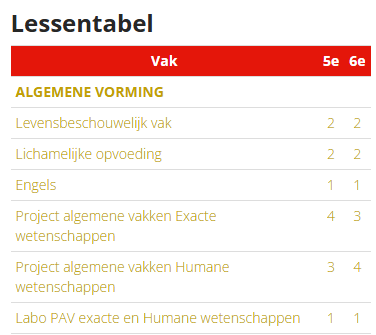 Lessentabel
Vak 5e 6e
ALGEMENE VORMING
Levensbeschouwelijk vak 2 2
Lichamelijke opvoeding 2 2
Engels 1 1
Project algemene vakken Exacte 4 3
wetenschappen
Project algemene vakken Humane 3 4
wetenschappen
Labo PAV exacte en Humane wetenschappen 1 1